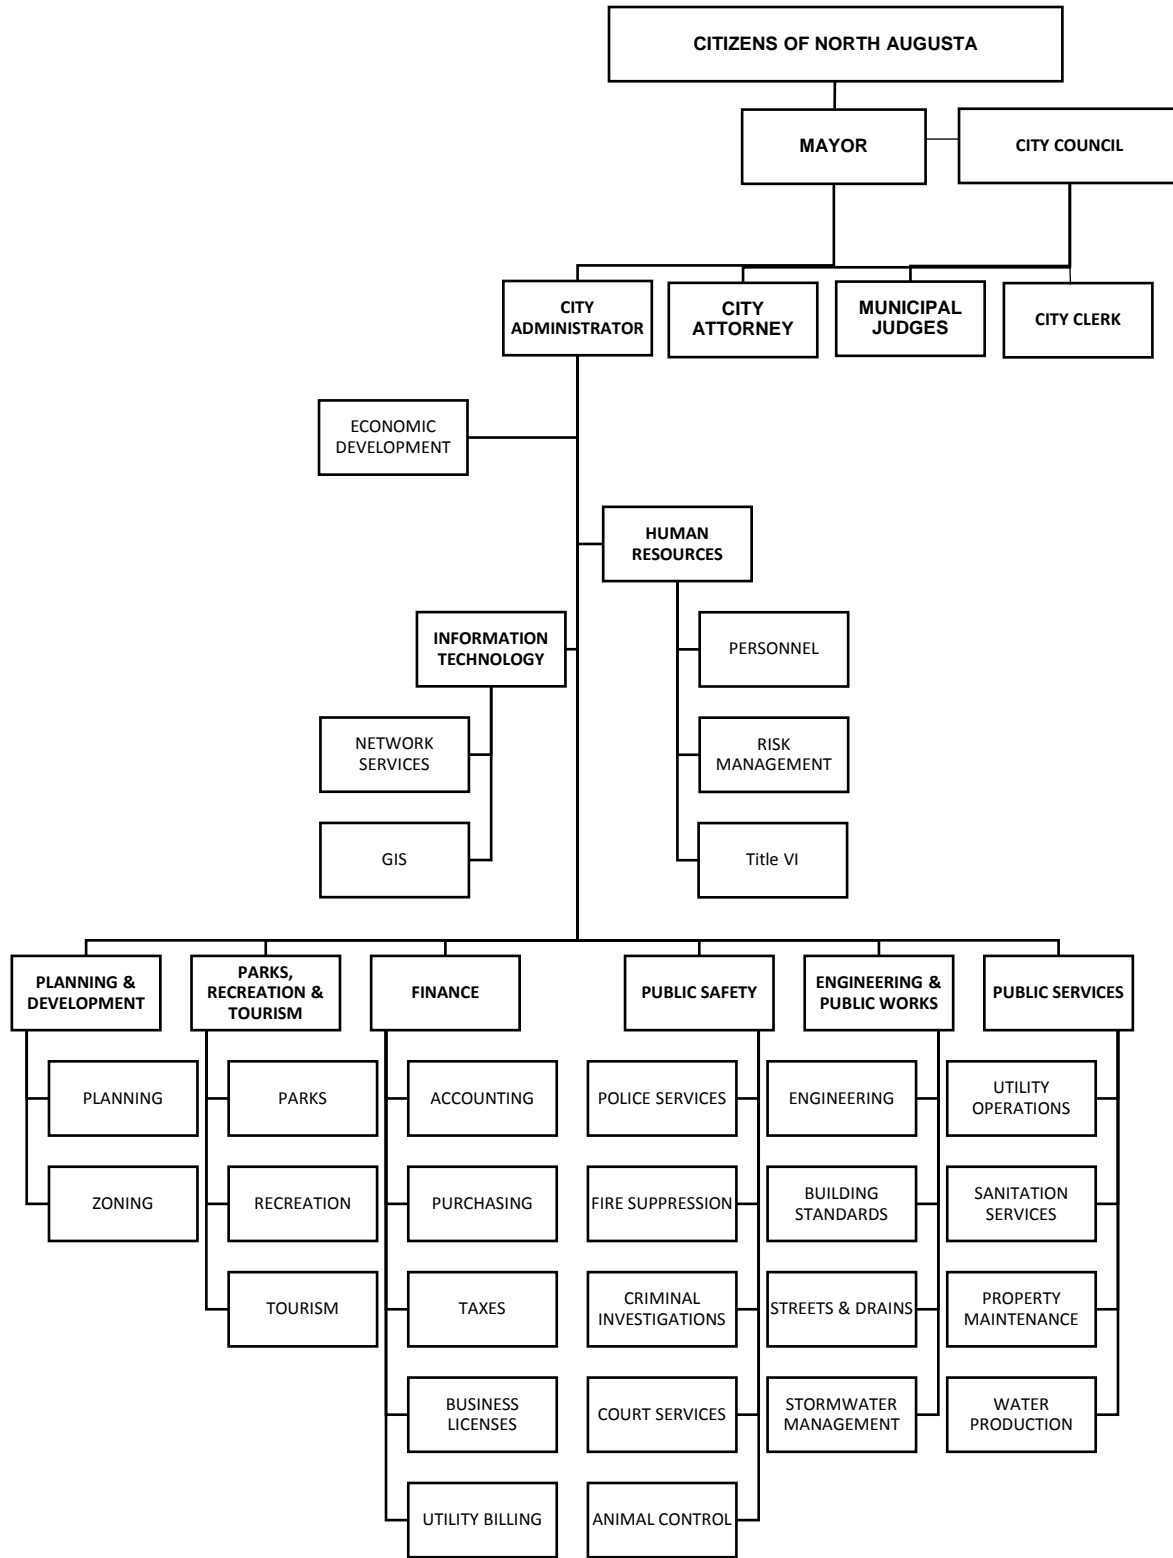 CITIZENS OF NORTH AUGUSTA
MAYOR
CITY COUNCIL
CITY
ADMINISTRATOR
CITY
ATTORNEY
MUNICIPAL
JUDGES
CITY CLERK
ECONOMIC
DEVELOPMENT
HUMAN
RESOURCES
INFORMATION
TECHNOLOGY
PERSONNEL
NETWORK
SERVICES
RISK
MANAGEMENT
GIS
Title VI
PLANNING &
DEVELOPMENT
PARKS,
RECREATION &
TOURISM
FINANCE
PUBLIC SAFETY
ENGINEERING &
PUBLIC WORKS
PUBLIC SERVICES
PLANNING
PARKS
ACCOUNTING
POLICE SERVICES
ENGINEERING
UTILITY
OPERATIONS
ZONING
RECREATION
PURCHASING
FIRE SUPPRESSION
BUILDING
STANDARDS
SANITATION
SERVICES
TOURISM
TAXES
CRIMINAL
INVESTIGATIONS
STREETS & DRAINS
PROPERTY
MAINTENANCE
BUSINESS
LICENSES
COURT SERVICES
STORMWATER
MANAGEMENT
WATER
PRODUCTION
UTILITY BILLING
ANIMAL CONTROL